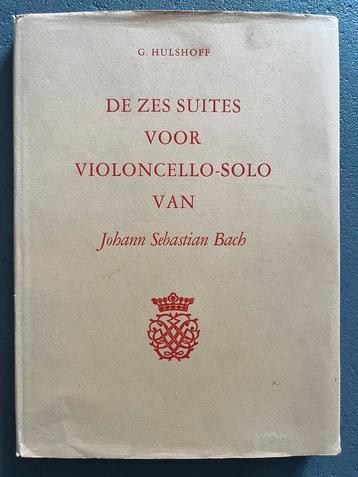 G. HULSHOFF
DE ZES SUITES
VOOR
VIOLONCELLO-SOLO
VAN
Johann Sebastian Bach